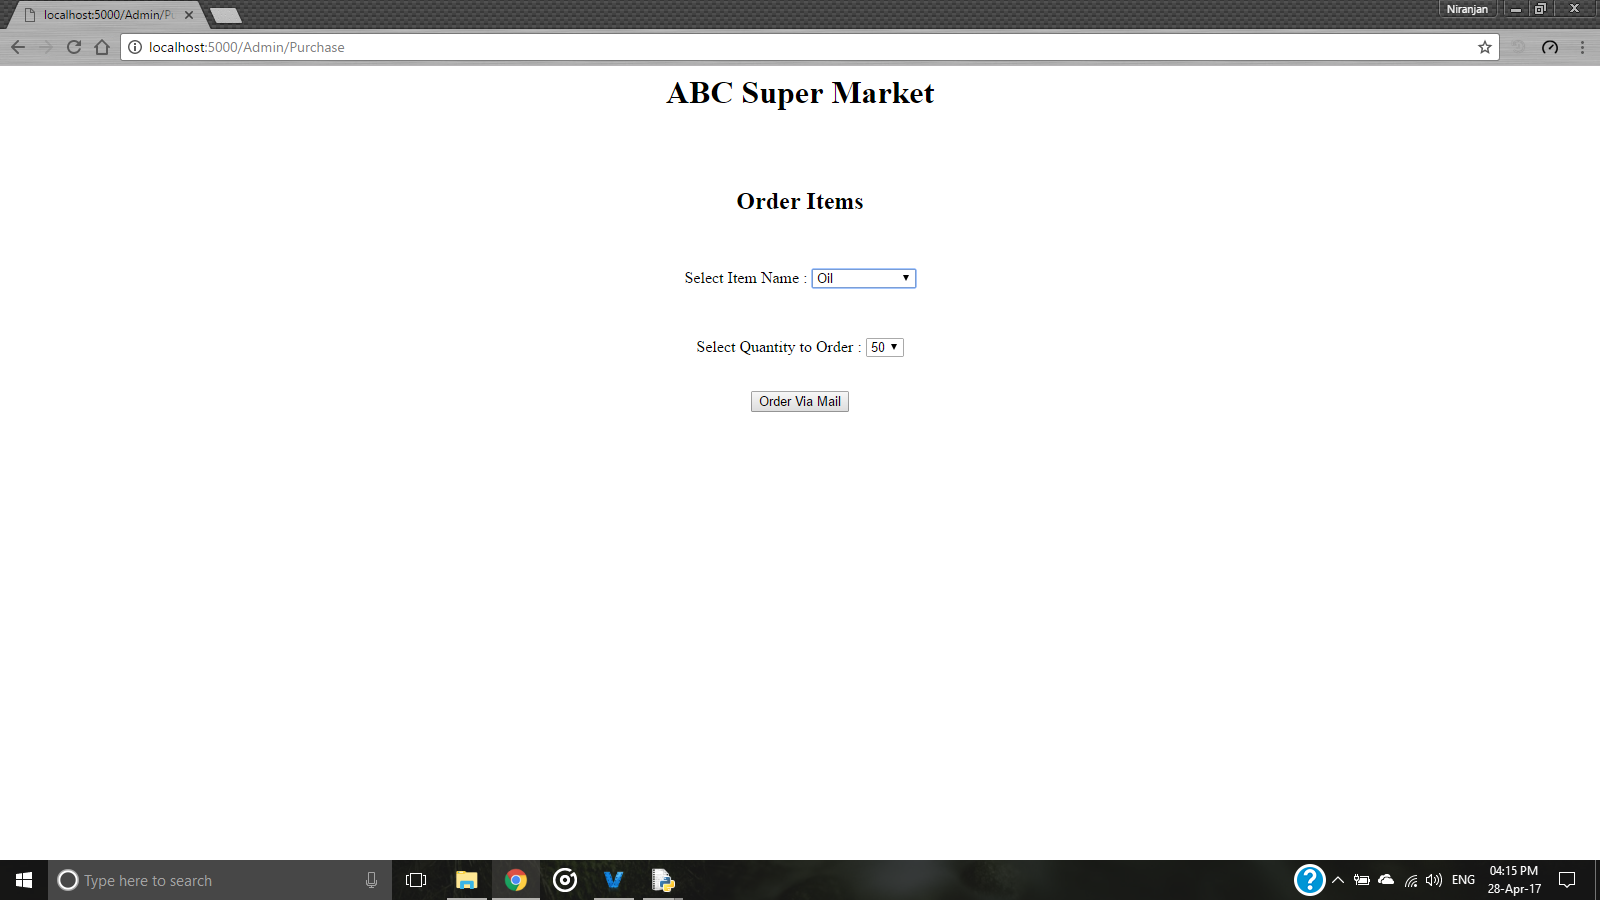 localhost:5000/Admin/Pu
Niranjan
localhost:5000/Admin/Purchase
ABC Super Market
Order Items
Select Item Name : Oil
Select Quantity to Order : 50
Order Via Mail
Type here to search
ENG
04:15 PM
28-Apr-17